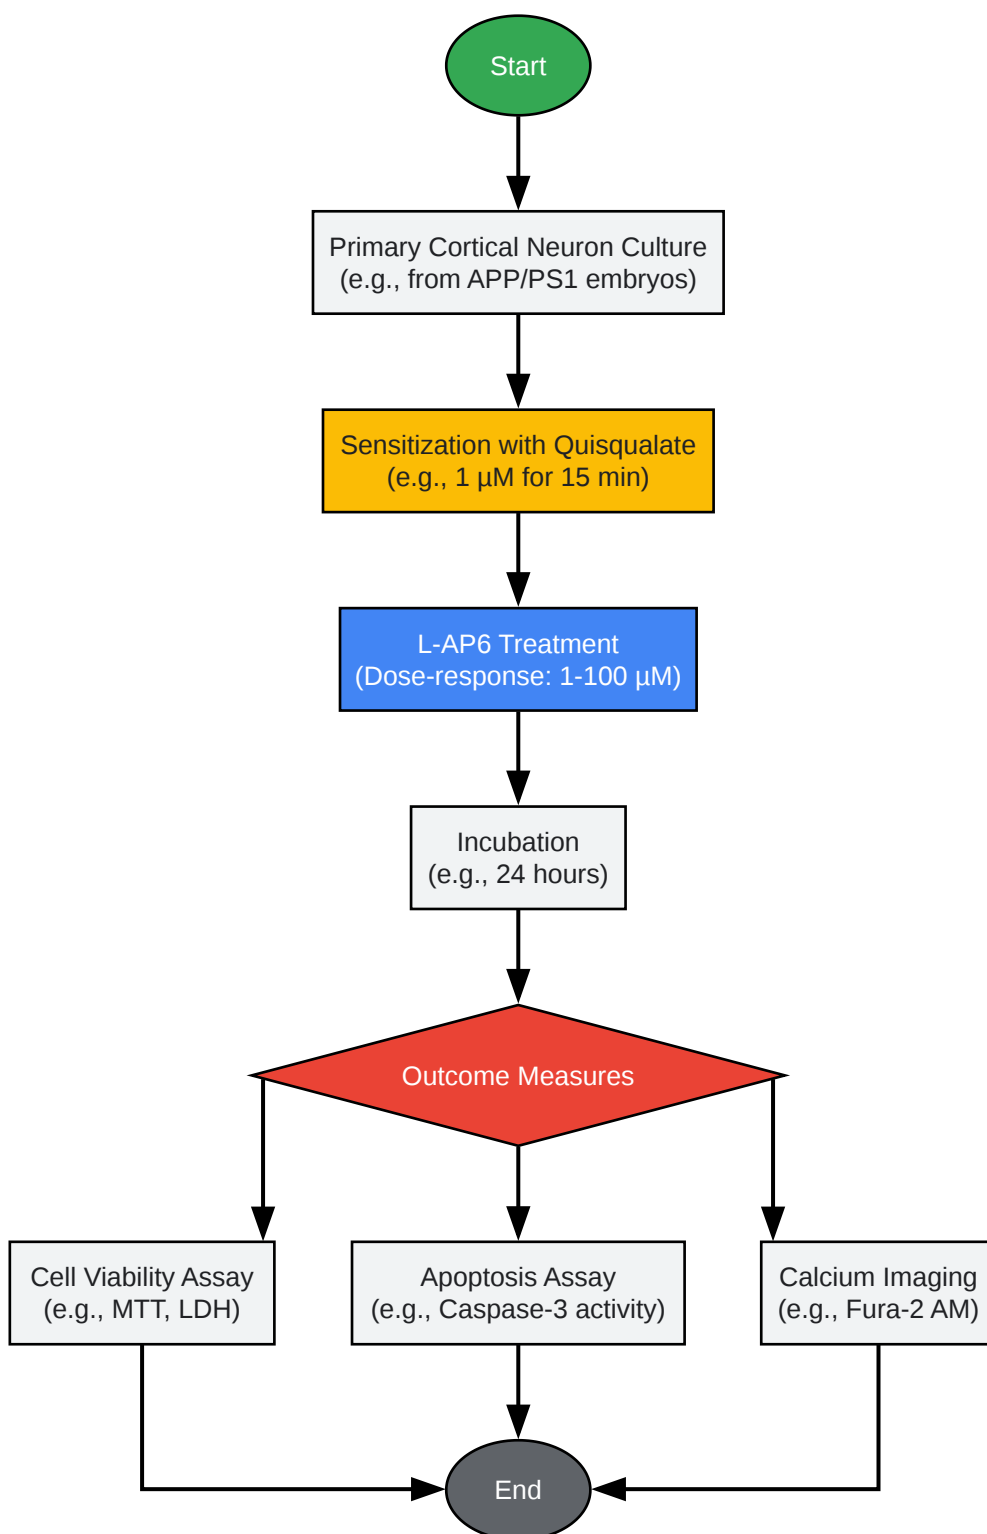 Start
Primary Cortical Neuron Culture
(e.g., from APP/PS1 embryos)
Sensitization with Quisqualate
(e.g., 1 µM for 15 min)
L-AP6 Treatment
(Dose-response: 1-100 µM)
Incubation
(e.g., 24 hours)
Outcome Measures
Cell Viability Assay
(e.g., MTT, LDH)
Apoptosis Assay
(e.g., Caspase-3 activity)
Calcium Imaging
(e.g., Fura-2 AM)
End